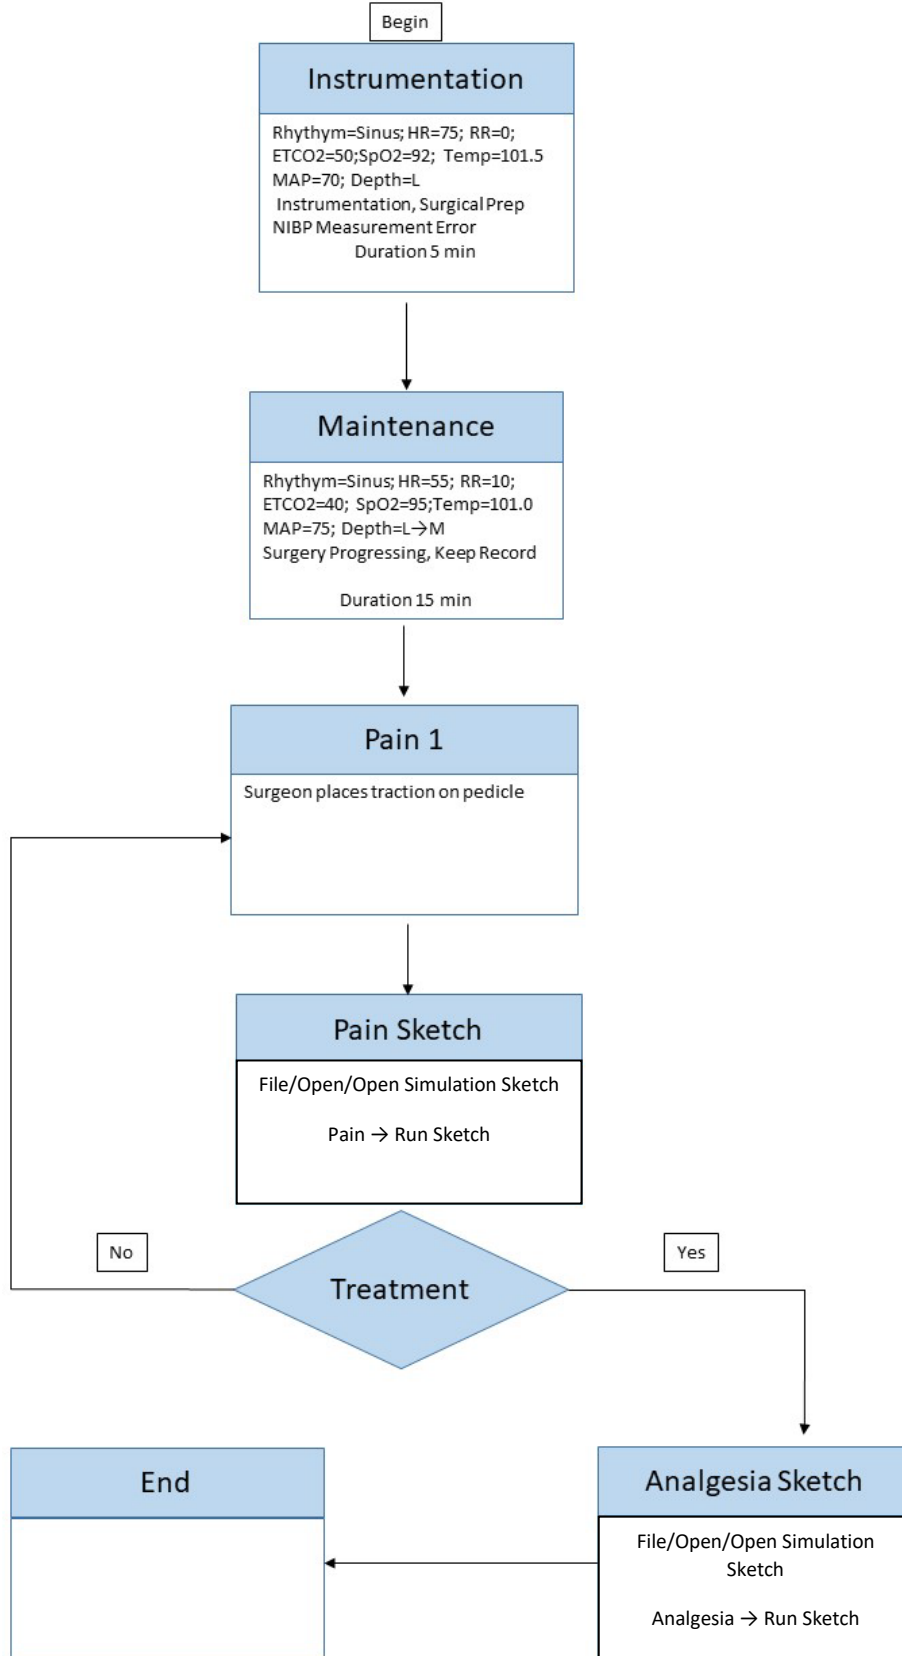 Begin
Instrumentation
Rhythym=Sinus; HR=75; RR=0;
ETCO2=50;SpO2=92; Temp=101.5
MAP=70; Depth=L
Instrumentation, Surgical Prep
NIBP Measurement Error
Duration 5 min
Maintenance
Rhythym=Sinus; HR=55; RR=10;
ETCO2=40; SpO2=95;Temp=101.0
MAP=75; Depth=L→M
Surgery Progressing, Keep Record
Duration 15 min
Pain 1
Surgeon places traction on pedicle
Pain Sketch
File/Open/Open Simulation Sketch
Pain → Run Sketch
No
Yes
Treatment
End
Analgesia Sketch
File/Open/Open Simulation
Sketch
Analgesia → Run Sketch